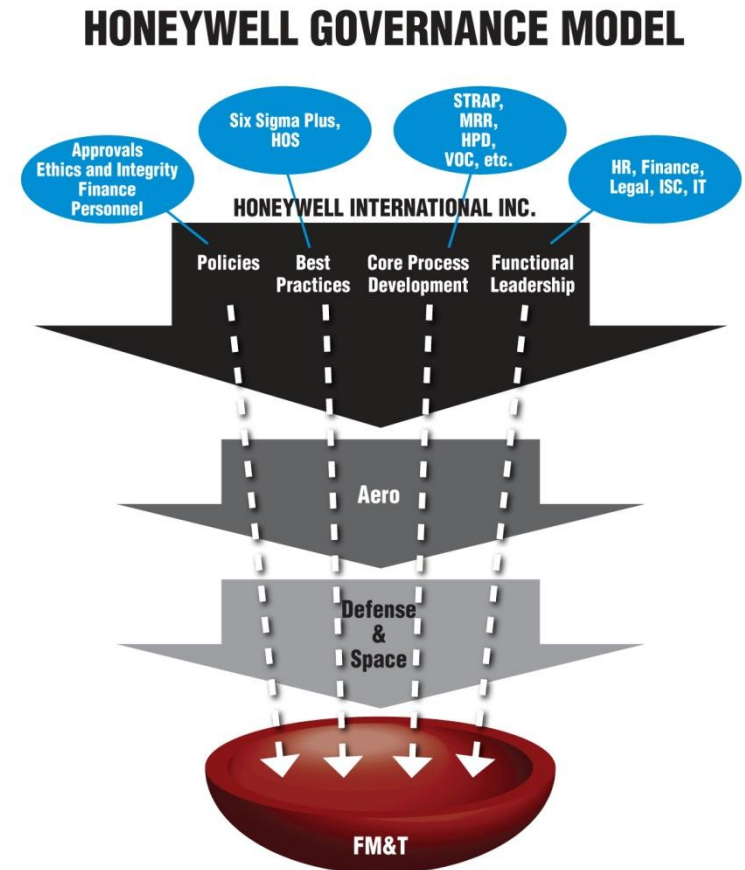 HONEYWELL GOVERNANCE MODEL
Approvals
Ethics and Integrity
Finance
Personnel
Six Sigma Plus,
HOS
STRAP,
MRR,
HPD,
VOC, etc.
HR, Finance,
Legal, ISC, IT
HONEYWELL INTERNATIONAL INC.
Policies
Best
Practices
Core Process
Development
Functional
Leadership
Aero
Defense
&
Space
FM&T